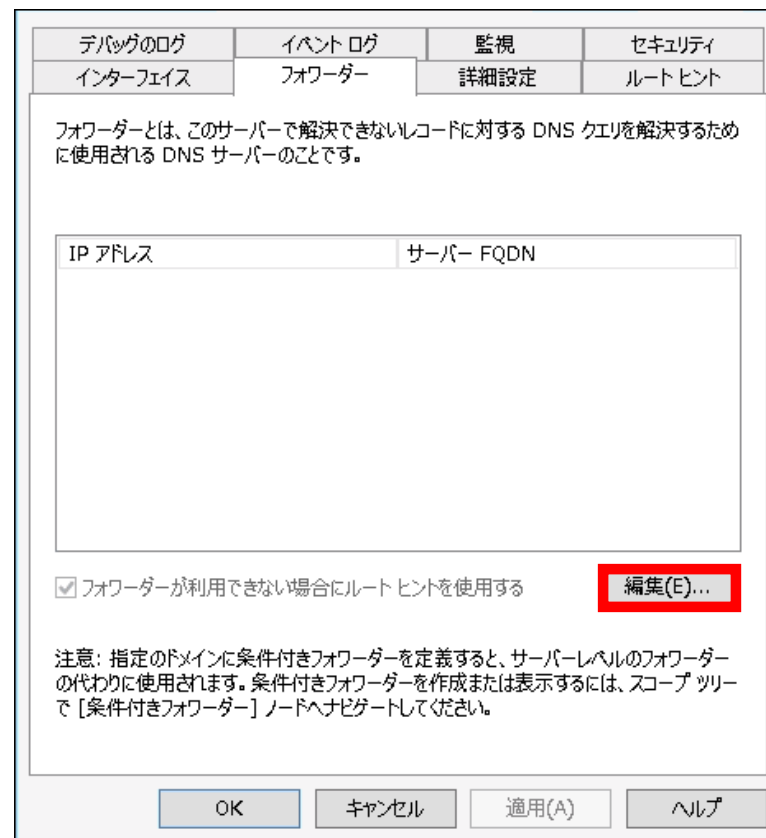 デバッグのログ
イベント ログ
監視
セキュリティ
インターフェイス
フォワーダー
詳細設定
ルート ヒント
フォワーダーとは、このサーバーで解決できないレコードに対する DNS クエリを解決するため
に使用される DNS サーバーのことです。
IP アドレス
サーバー FQDN
フォワーダーが利用できない場合にルート ヒントを使用する
編集(E)...
注意: 指定のドメインに条件付きフォワーダーを定義すると、サーバーレベルのフォワーダー
の代わりに使用されます。条件付きフォワーダーを作成または表示するには、スコープ ツリー
で [条件付きフォワーダー] ノードへナビゲートしてください。
OK
キャンセル
適用(A)
ヘルプ